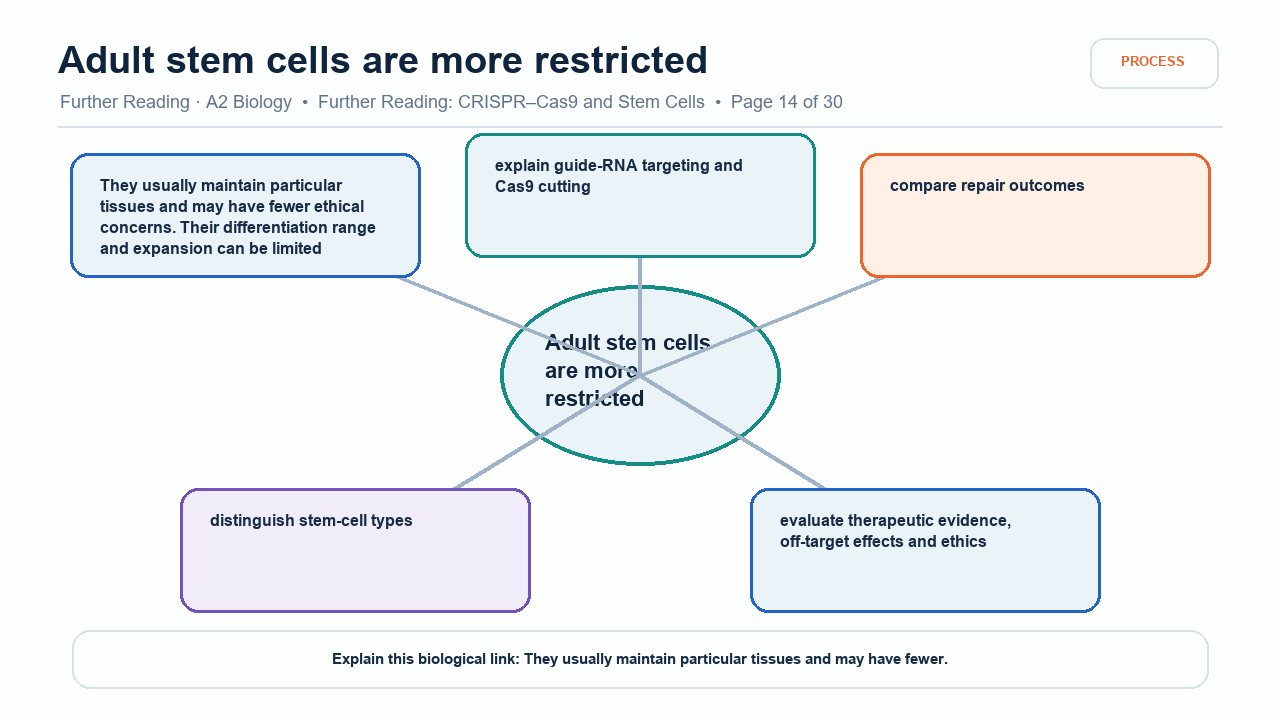 Adult stem cells are more restricted
PROCESS
Further Reading · A2 Biology • Further Reading: CRISPR–Cas9 and Stem Cells • Page 14 of 30
They usually maintain particular
tissues and may have fewer ethical
concerns. Their differentiation range
and expansion can be limited
explain guide-RNA targeting and
Cas9 cutting
compare repair outcomes
Adult stem cells
are more
restricted
distinguish stem-cell types
evaluate therapeutic evidence,
off-target effects and ethics
Explain this biological link: They usually maintain particular tissues and may have fewer.